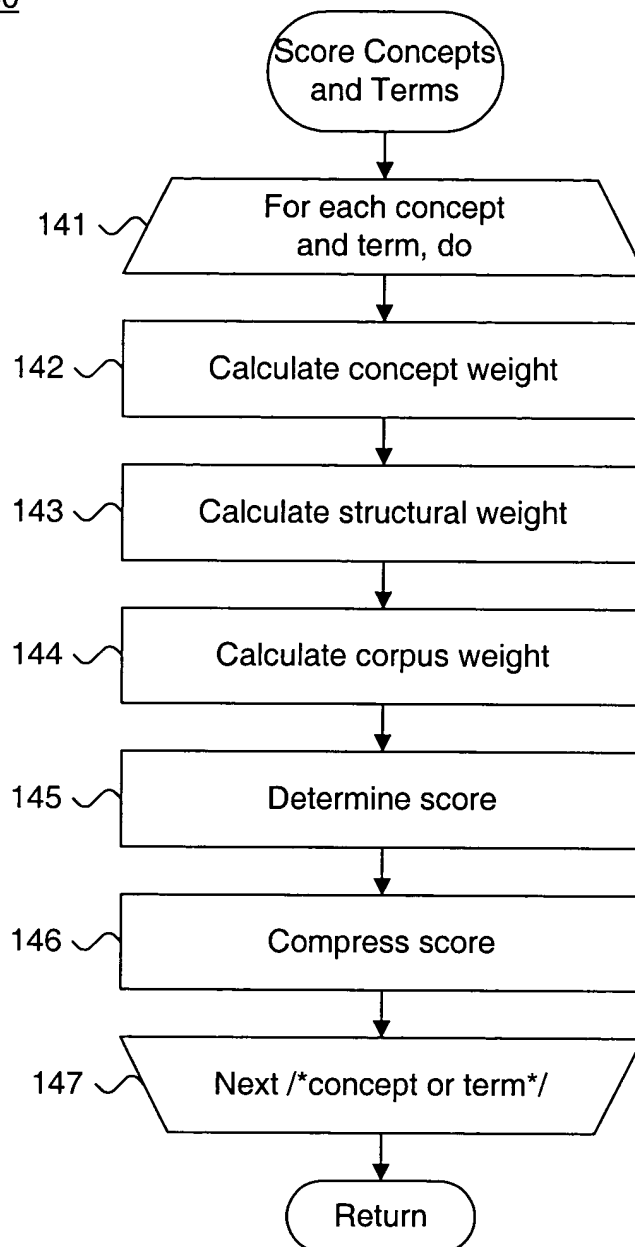 Score Concepts
and Terms
141
For each concept
and term, do
142
Calculate concept weight
143
Calculate structural weight
144
Calculate corpus weight
145
Determine score
146
Compress score
147
Next /*concept or term*/
Return